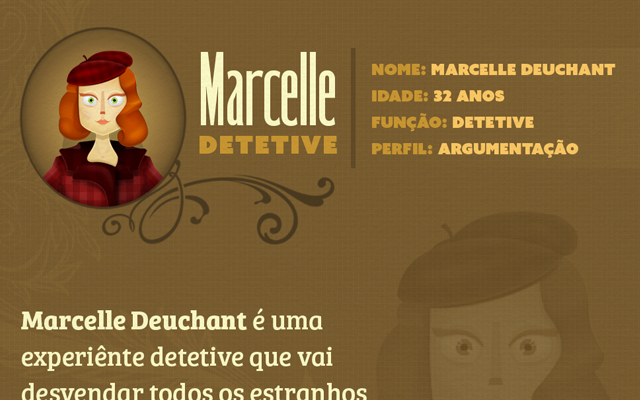 Marcelle
DETETIVE
NOME: MARCELLE DEUCHANT
IDADE: 32 ANOS
FUNÇÃO: DETETIVE
PERFIL: ARGUMENTAÇÃO
Marcelle Deuchant é uma
experiênte detetive que vai
desvendar todos os estranhos